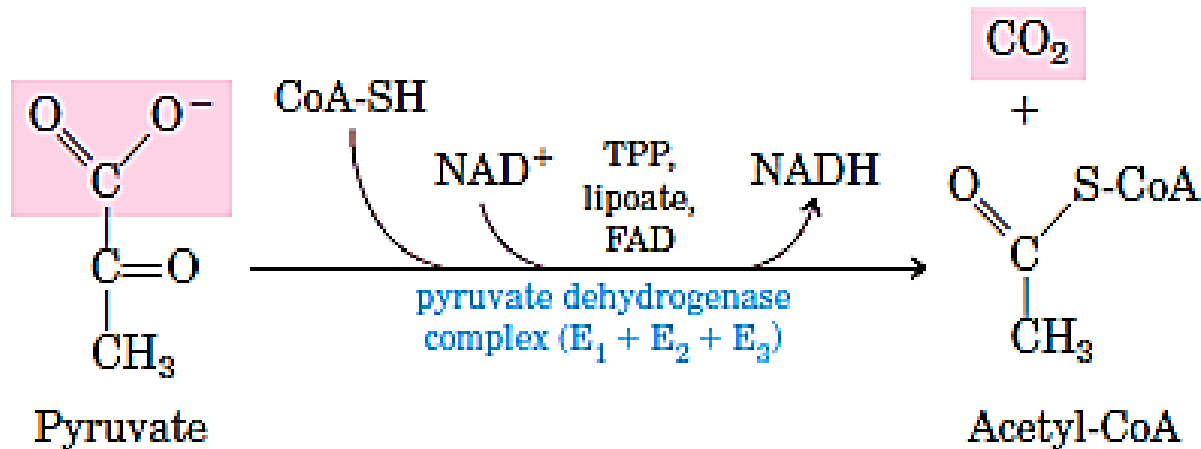 CO₂
+
O O⁻
C
C=O
CH₃
Pyruvate
CoA-SH
NAD⁺
TPP,
lipoate,
FAD
NADH
pyruvate dehydrogenase
complex (E₁ + E₂ + E₃)
O S-CoA
C
CH₃
Acetyl-CoA